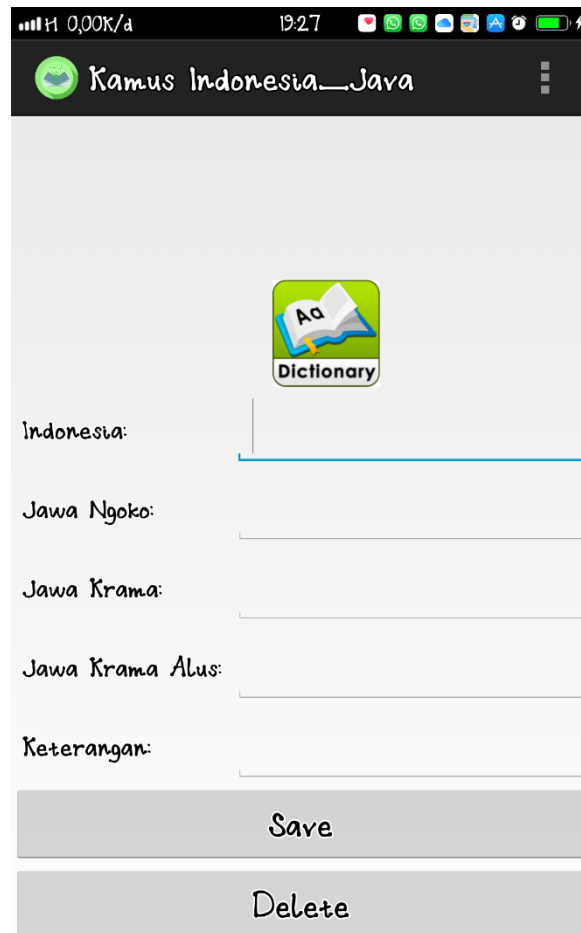 H 0,00K/d 19:27
Kamus Indonesia_Java
Aa
Dictionary
Indonesia:
Jawa Ngoko:
Jawa Krama:
Jawa Krama Alus:
Keterangan:
Save
Delete